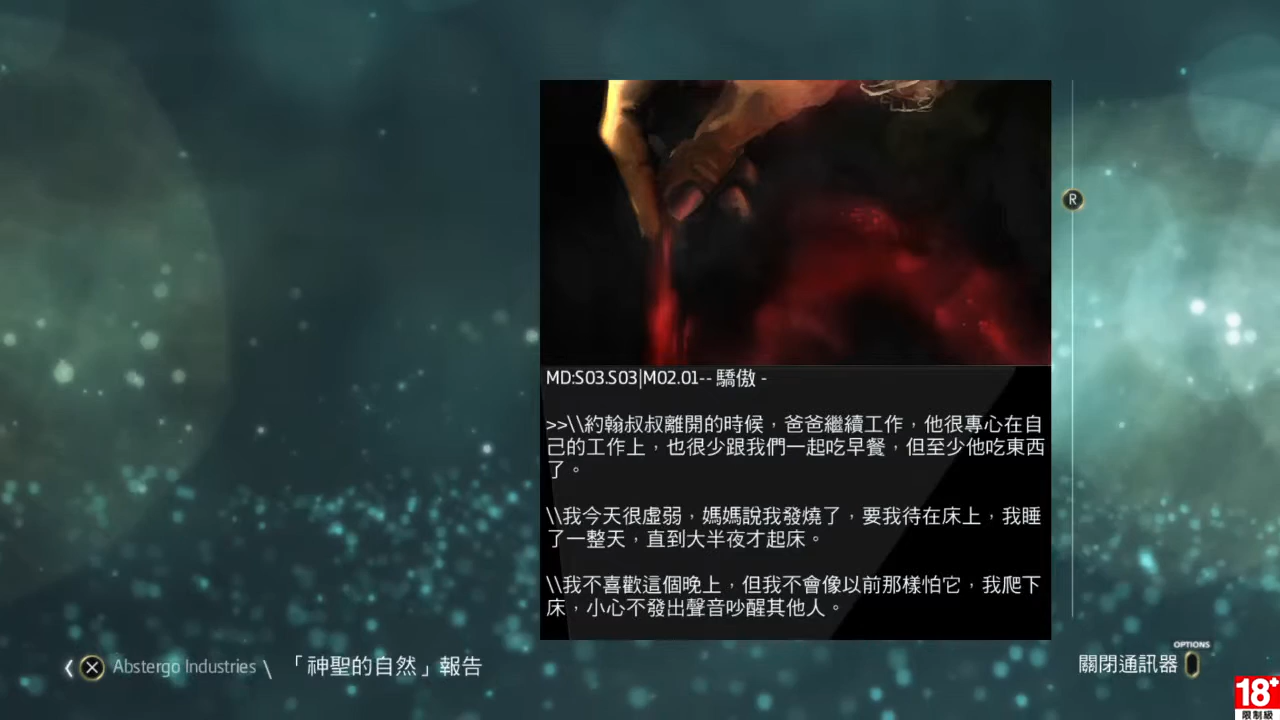 MD:S03.S03|M02.01-- 驕傲 -
>>\\約翰叔叔離開的時候，爸爸繼續工作，他很專心在自
己的工作上，也很少跟我們一起吃早餐，但至少他吃東西
了。
\\我今天很虛弱，媽媽說我發燒了，要我待在床上，我睡
了一整天，直到大半夜才起床。
\\我不喜歡這個晚上，但我不會像以前那樣怕它，我爬下
床，小心不發出聲音吵醒其他人。
R
Abstergo Industries \ 「神聖的自然」報告
OPTIONS
關閉通訊器
18+
限制級